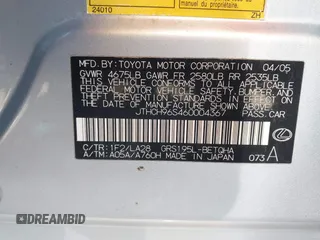 24010
ZH
MFD. BY: TOYOTA MOTOR CORPORATION 04/05
GVWR 4675LB GAWR FR 2580LB RR 2535LB
THIS VEHICLE CONFORMS TO ALL APPLICABLE
FEDERAL MOTOR VEHICLE SAFETY, BUMPER,
AND THEFT PREVENTION STANDARDS IN EFFECT
ON THE DATE OF MANUFACTURE SHOWN ABOVE.
JTHCH96S460004367
PASS. CAR
C/TR: 1F2/LA28 GRS195L-BETQHA
A/TM: A05A/A760H MADE IN JAPAN 073 A
© AutoBidMaster